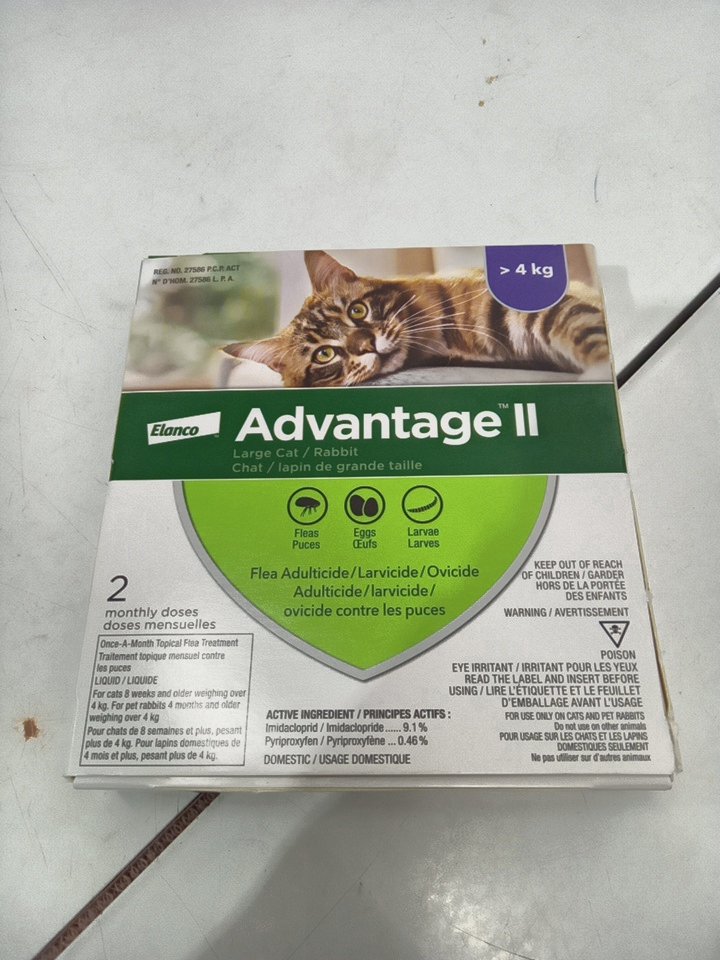 REG. NO. 27586 P.C.P. ACT
N° D'HOM. 27586 L. P. A.
> 4 kg
Elanco
Advantage™ II
Large Cat / Rabbit
Chat / lapin de grande taille
Fleas
Puces
Eggs
Œufs
Larvae
Larves
Flea Adulticide/Larvicide/Ovicide
Adulticide/larvicide/
ovicide contre les puces
2
monthly doses
doses mensuelles
Once-A-Month Topical Flea Treatment
Traitement topique mensuel contre
les puces
LIQUID / LIQUIDE
For cats 8 weeks and older weighing over
4 kg. For pet rabbits 4 months and older
weighing over 4 kg
Pour chats de 8 semaines et plus, pesant
plus de 4 kg. Pour lapins domestiques de
4 mois et plus, pesant plus de 4 kg.
ACTIVE INGREDIENT / PRINCIPES ACTIFS :
Imidacloprid / Imidaclopride...... 9.1 %
Pyriproxyfen / Pyriproxyfène ... 0.46 %
DOMESTIC / USAGE DOMESTIQUE
KEEP OUT OF REACH
OF CHILDREN / GARDER
HORS DE LA PORTÉE
DES ENFANTS
WARNING / AVERTISSEMENT
POISON
EYE IRRITANT / IRRITANT POUR LES YEUX
READ THE LABEL AND INSERT BEFORE
USING / LIRE L'ÉTIQUETTE ET LE FEUILLET
D'EMBALLAGE AVANT L'USAGE
FOR USE ONLY ON CATS AND PET RABBITS
Do not use on other animals
POUR USAGE SUR LES CHATS ET LES LAPINS
DOMESTIQUES SEULEMENT
Ne pas utiliser sur d'autres animaux